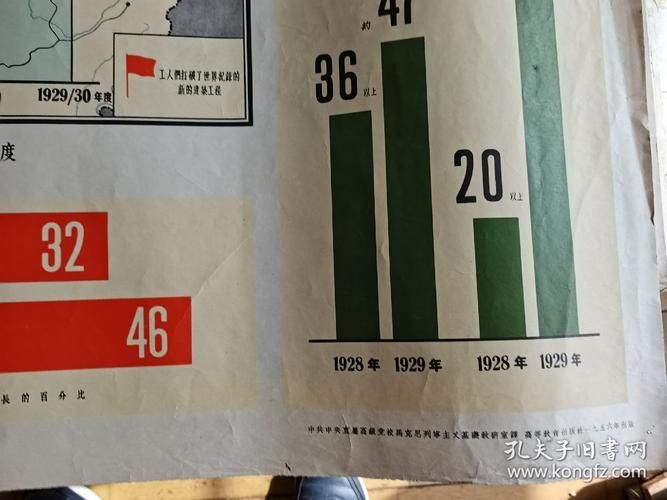 工人們打破了世界紀錄的
新的建築工程
1929/30 年度
度
32
46
長 的 百 分 比
約 47
36 以上
20 以上
1928 年 1929 年 1928 年 1929 年
中共中央直屬高級党校馬克思列寧主义基礎教研室譯 高等教育出版社一九五六年出版
孔夫子旧书网
www.kongfz.com